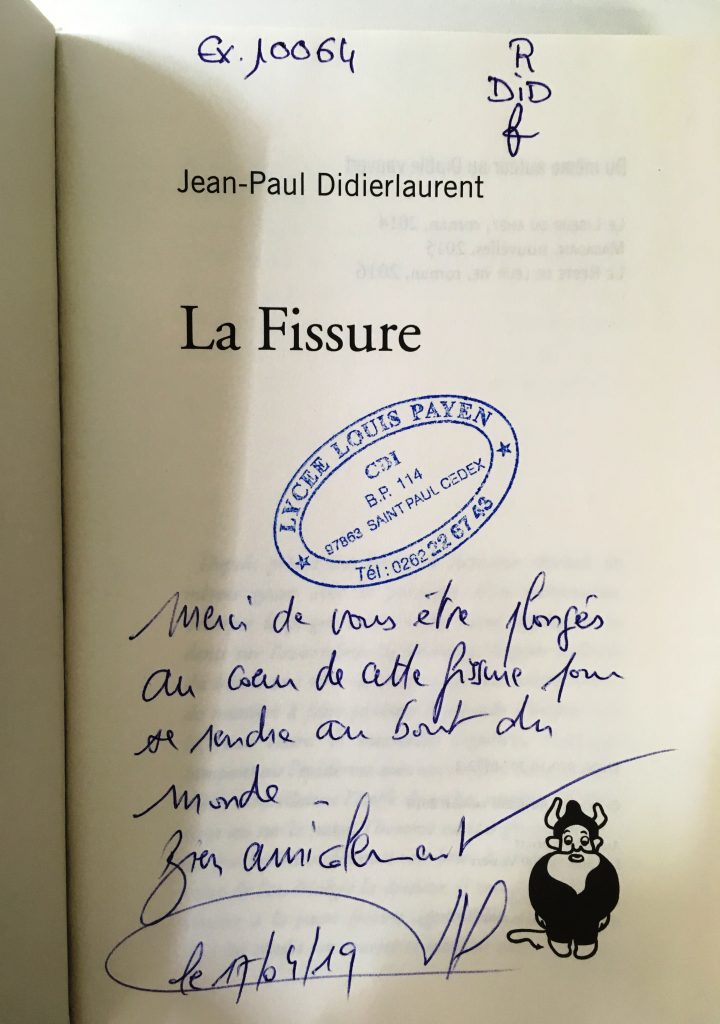 Ex. 10064
R
DiD
f
Jean-Paul Didierlaurent
La Fissure
LYCEE LOUIS PAYEN
CDI
B.P. 114
97863 SAINT PAUL CEDEX
Tél : 0262 22 67 43
Merci de vous être plongés
au coeur de cette fissure pour
se rendre au bout du
monde -
Bien amicalement
le 17/04/19